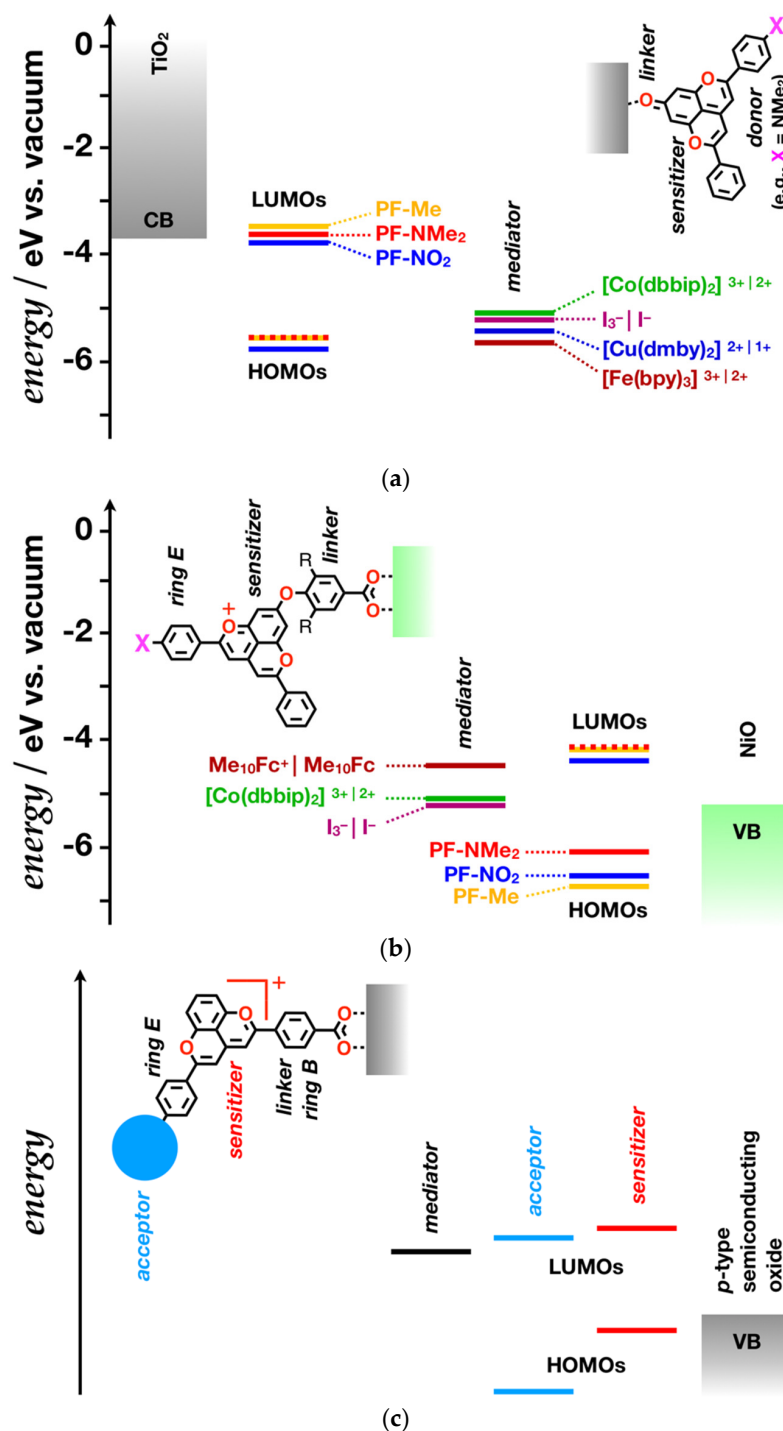 0
-2
-4
-6
energy / eV vs. vacuum
TiO₂
CB
LUMOs
PF-Me
PF-NMe₂
PF-NO₂
HOMOs
mediator
[Co(dbbip)₂] ³⁺|²⁺
I₃⁻|I⁻
[Cu(dmby)₂] ²⁺|¹⁺
[Fe(bpy)₃] ³⁺|²⁺
linker
sensitizer
donor
(e.g., X = NMe₂)
X
O
O
O
(a)
0
-2
-4
-6
energy / eV vs. vacuum
ring E
sensitizer
linker
X
+
O
O
O
R
R
O
O
mediator
Me₁₀Fc⁺|Me₁₀Fc
[Co(dbbip)₂] ³⁺|²⁺
I₃⁻|I⁻
LUMOs
PF-NMe₂
PF-NO₂
PF-Me
HOMOs
NiO
VB
(b)
energy
ring E
sensitizer
linker
ring B
+
O
O
O
O
acceptor
mediator
acceptor
sensitizer
LUMOs
HOMOs
p-type
semiconducting
oxide
VB
(c)